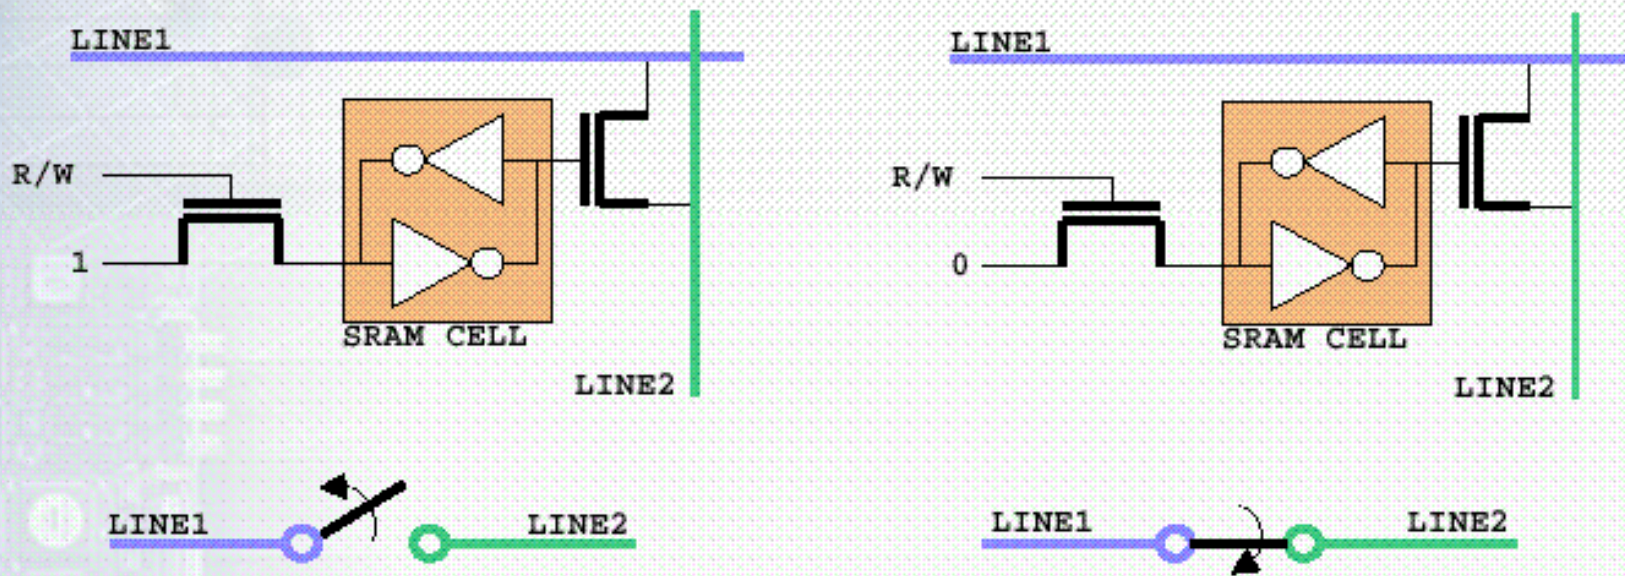 LINE1
R/W
1
SRAM CELL
LINE2
LINE1
LINE2
LINE1
R/W
0
SRAM CELL
LINE2
LINE1
LINE2